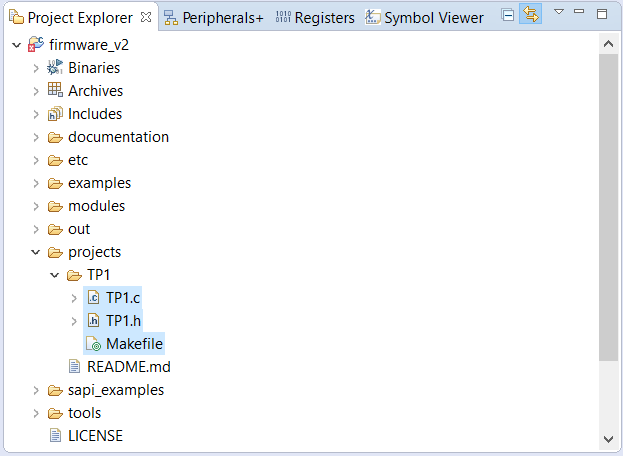 Project Explorer Peripherals+ Registers Symbol Viewer
firmware_v2
Binaries
Archives
Includes
documentation
etc
examples
modules
out
projects
TP1
TP1.c
TP1.h
Makefile
README.md
sapi_examples
tools
LICENSE